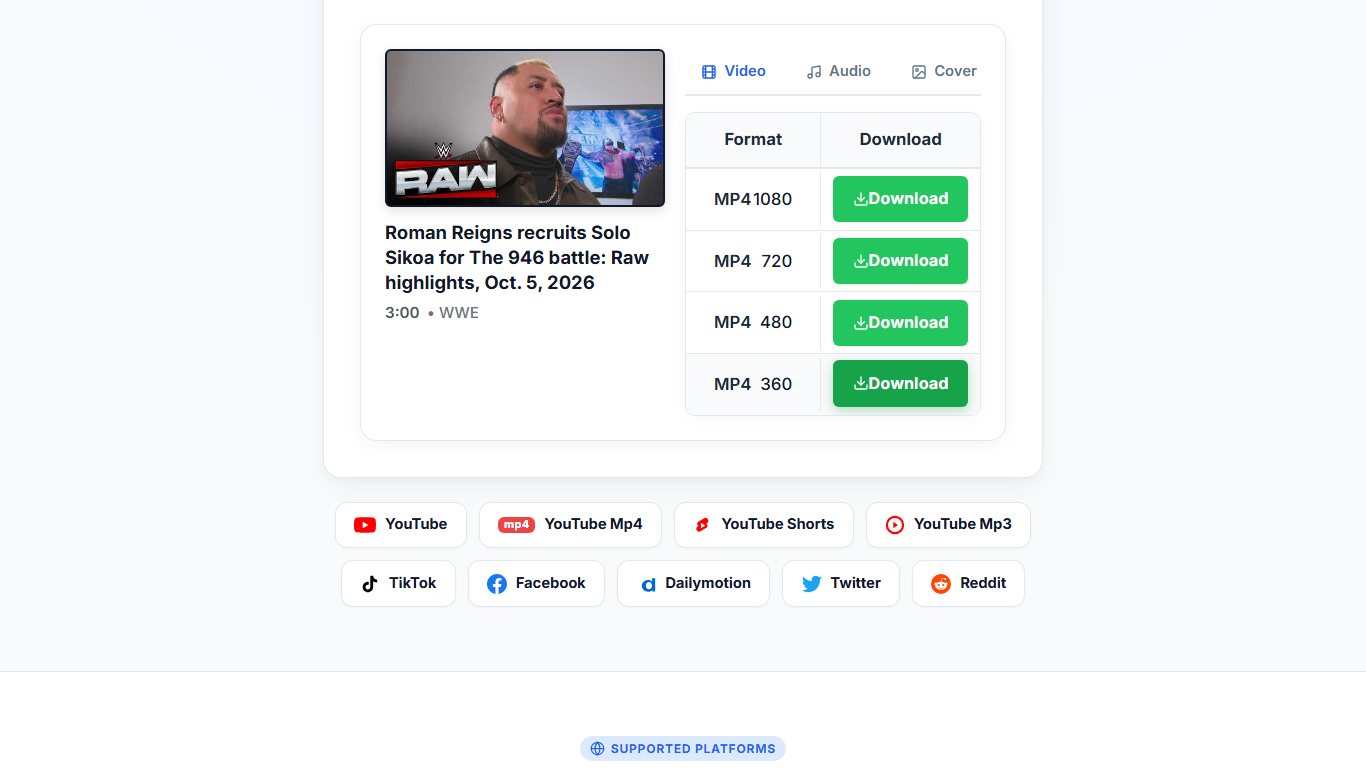 Video Audio Cover
Format Download
MP4 1080 Download
MP4 720 Download
MP4 480 Download
MP4 360 Download
W
RAW
Roman Reigns recruits Solo
Sikoa for The 946 battle: Raw
highlights, Oct. 5, 2026
3:00 • WWE
YouTube mp4 YouTube Mp4 YouTube Shorts YouTube Mp3
TikTok Facebook Dailymotion Twitter Reddit
SUPPORTED PLATFORMS